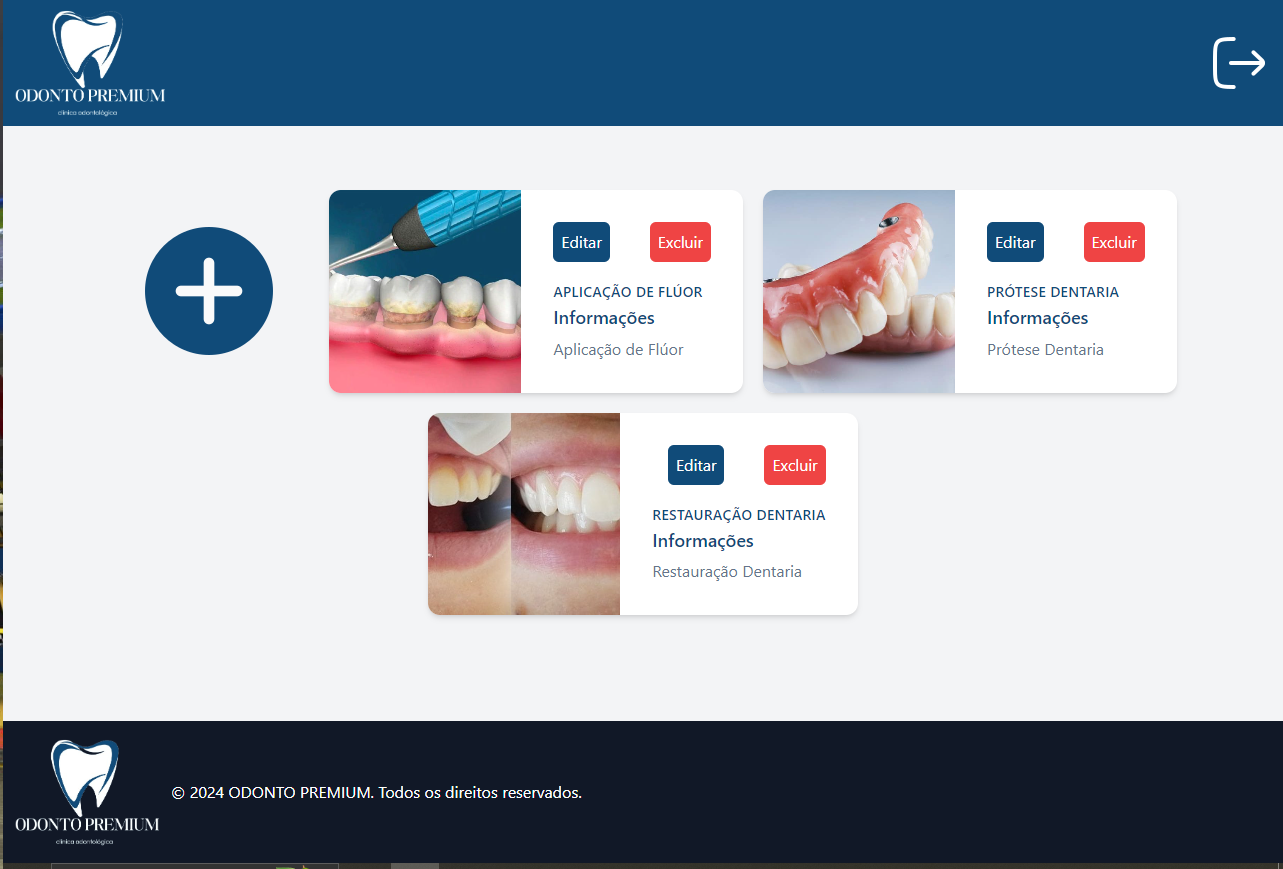 ODONTO PREMIUM
clínica odontológica
Editar
Excluir
APLICAÇÃO DE FLÚOR
Informações
Aplicação de Flúor
Editar
Excluir
PRÓTESE DENTARIA
Informações
Prótese Dentaria
Editar
Excluir
RESTAURAÇÃO DENTARIA
Informações
Restauração Dentaria
ODONTO PREMIUM
clínica odontológica
© 2024 ODONTO PREMIUM. Todos os direitos reservados.